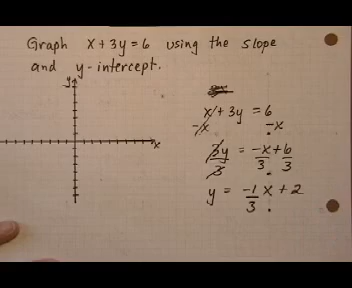 Graph x + 3y = 6 using the slope
and y-intercept.
y
x
x + 3y = 6
-x -x
3y = -x + 6
3 3 3
y = -1/3 x + 2